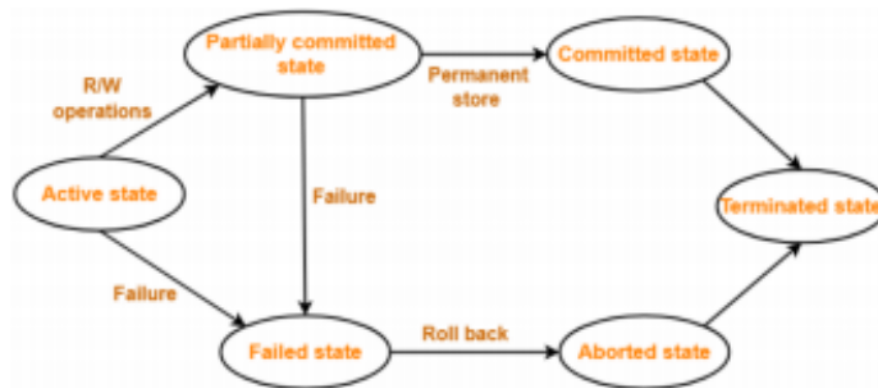 Partially committed
state
Committed state
R/W
operations
Permanent
store
Active state
Failure
Terminated state
Failure
Failed state
Roll back
Aborted state